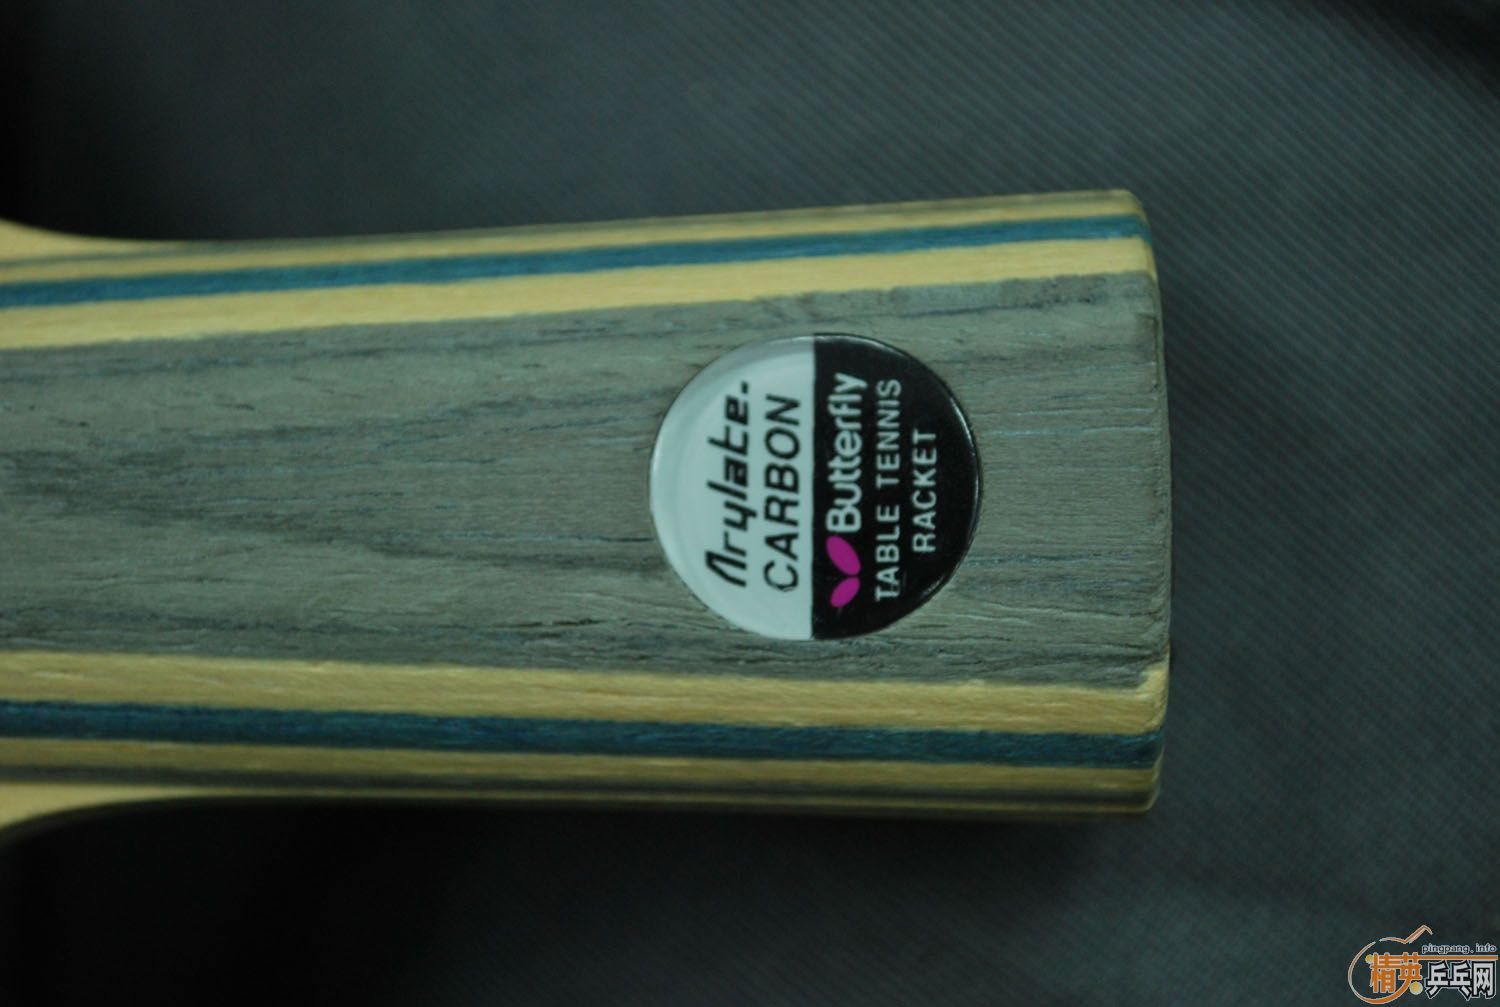 Arylate.
CARBON
Butterfly
TABLE TENNIS
RACKET
pingpang.info
精英乒乓网